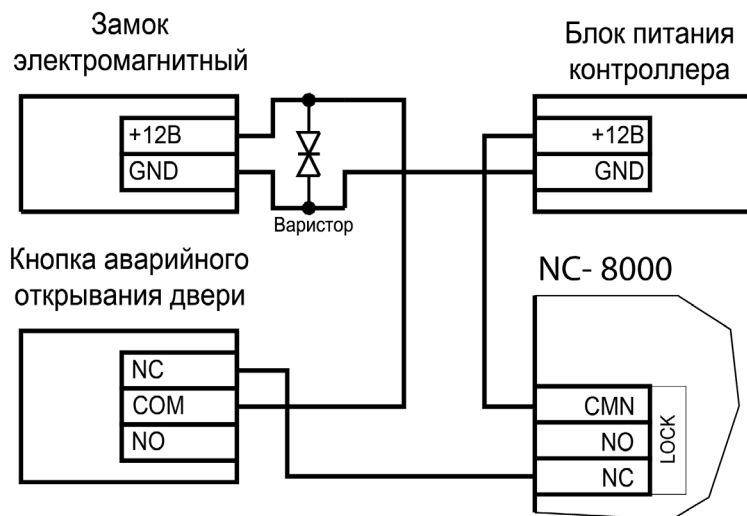 Замок
электромагнитный
+12В
GND
Варистор
Блок питания
контроллера
+12В
GND
Кнопка аварийного
открывания двери
NC
COM
NO
NC- 8000
CMN
NO
NC
LOCK